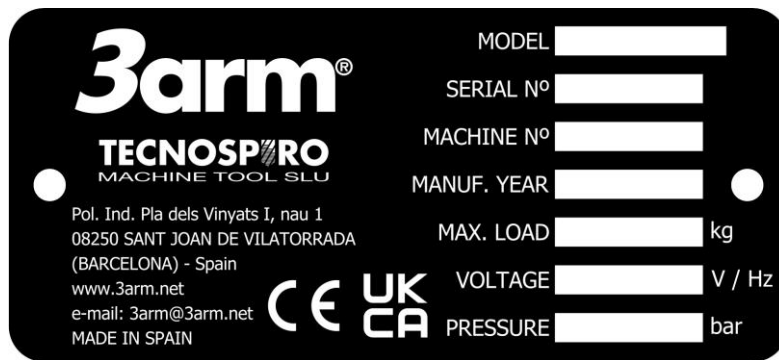 3arm®
TECNOSPIRO
MACHINE TOOL SLU
Pol. Ind. Pla dels Vinyats I, nau 1
08250 SANT JOAN DE VILATORRADA
(BARCELONA) - Spain
www.3arm.net
e-mail: 3arm@3arm.net
MADE IN SPAIN
CE
UK
CA
MODEL
SERIAL Nº
MACHINE Nº
MANUF. YEAR
MAX. LOAD kg
VOLTAGE V / Hz
PRESSURE bar